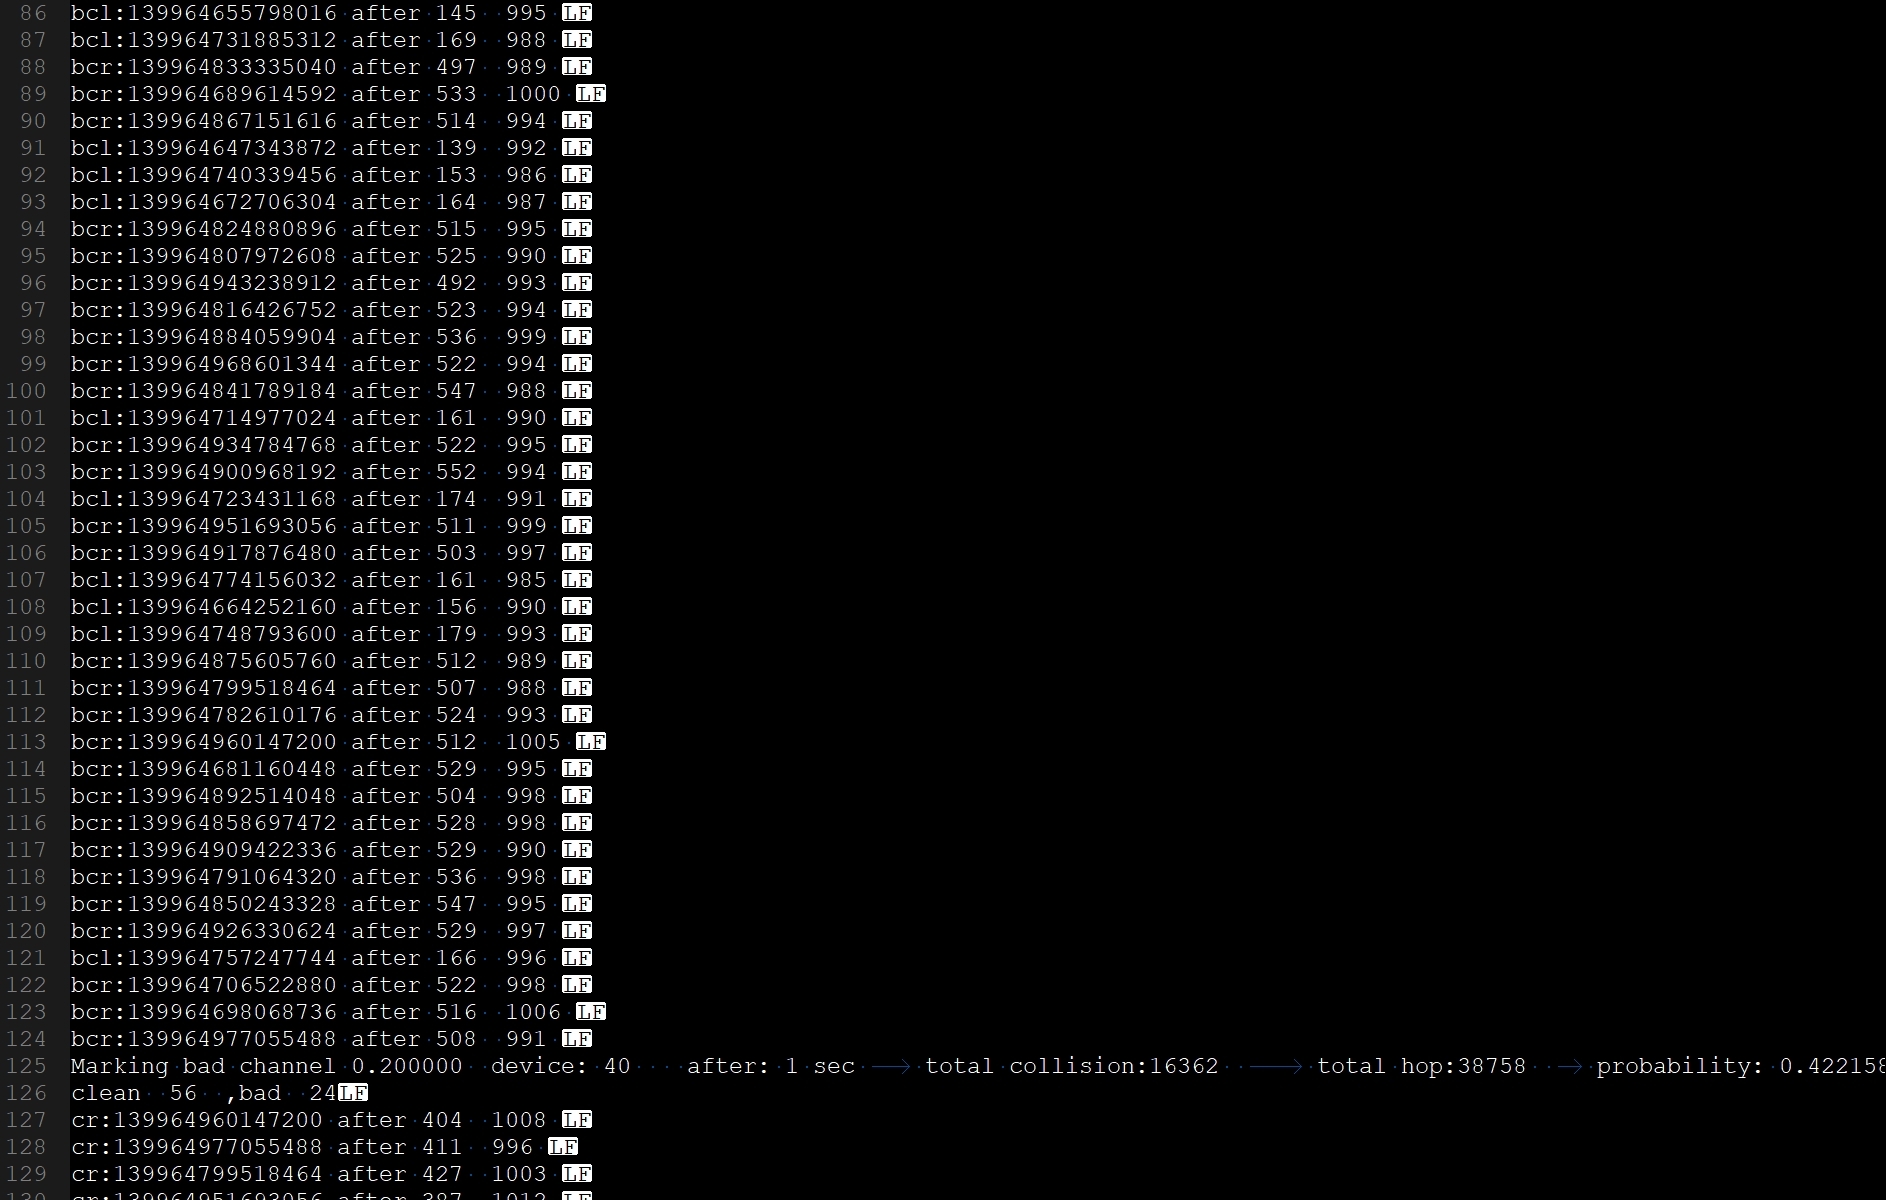 86 bcl:139964655798016 after 145  995 LF
87 bcl:139964731885312 after 169  988 LF
88 bcr:139964833335040 after 497  989 LF
89 bcr:139964689614592 after 533  1000 LF
90 bcr:139964867151616 after 514  994 LF
91 bcl:139964647343872 after 139  992 LF
92 bcl:139964740339456 after 153  986 LF
93 bcl:139964672706304 after 164  987 LF
94 bcr:139964824880896 after 515  995 LF
95 bcr:139964807972608 after 525  990 LF
96 bcr:139964943238912 after 492  993 LF
97 bcr:139964816426752 after 523  994 LF
98 bcr:139964884059904 after 536  999 LF
99 bcr:139964968601344 after 522  994 LF
100 bcr:139964841789184 after 547  988 LF
101 bcl:139964714977024 after 161  990 LF
102 bcr:139964934784768 after 522  995 LF
103 bcr:139964900968192 after 552  994 LF
104 bcl:139964723431168 after 174  991 LF
105 bcr:139964951693056 after 511  999 LF
106 bcr:139964917876480 after 503  997 LF
107 bcl:139964774156032 after 161  985 LF
108 bcl:139964664252160 after 156  990 LF
109 bcl:139964748793600 after 179  993 LF
110 bcr:139964875605760 after 512  989 LF
111 bcr:139964799518464 after 507  988 LF
112 bcr:139964782610176 after 524  993 LF
113 bcr:139964960147200 after 512  1005 LF
114 bcr:139964681160448 after 529  995 LF
115 bcr:139964892514048 after 504  998 LF
116 bcr:139964858697472 after 528  998 LF
117 bcr:139964909422336 after 529  990 LF
118 bcr:139964791064320 after 536  998 LF
119 bcr:139964850243328 after 547  995 LF
120 bcr:139964926330624 after 529  997 LF
121 bcl:139964757247744 after 166  996 LF
122 bcr:139964706522880 after 522  998 LF
123 bcr:139964698068736 after 516  1006 LF
124 bcr:139964977055488 after 508  991 LF
125 Marking bad channel 0.200000  device: 40    after: 1 sec → total collision:16362 → total hop:38758 → probability: 0.422158
126 clean  56  ,bad  24LF
127 cr:139964960147200 after 404  1008 LF
128 cr:139964977055488 after 411  996 LF
129 cr:139964799518464 after 427  1003 LF
130 cr:139964951693056 after 387  1012 LF